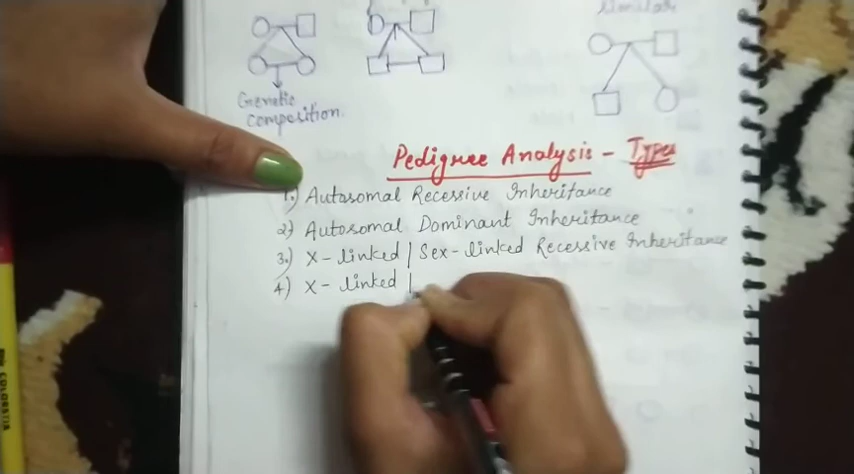 Genetic
composition.
Pedigree Analysis - Types
1.) Autosomal Recessive Inheritance
2) Autosomal Dominant Inheritance
3.) X-linked | Sex-linked Recessive Inheritance
4) X-linked |